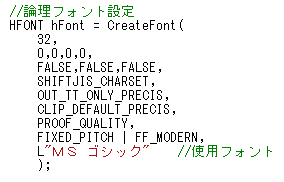 //論理フォント設定
HFONT hFont = CreateFont(
32,
0,0,0,0,
FALSE,FALSE,FALSE,
SHIFTJIS_CHARSET,
OUT_TT_ONLY_PRECIS,
CLIP_DEFAULT_PRECIS,
PROOF_QUALITY,
FIXED_PITCH | FF_MODERN,
L"ＭＳ ゴシック" //使用フォント
);